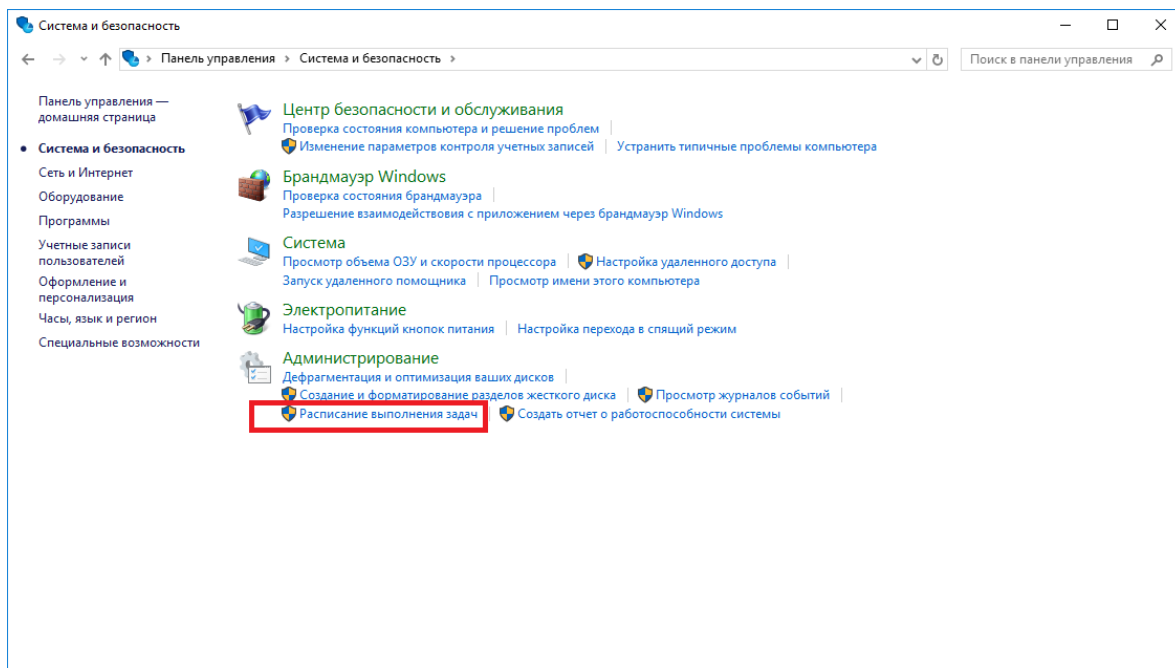 Система и безопасность
Панель управления > Система и безопасность >
Поиск в панели управления
Панель управления —
домашняя страница
Система и безопасность
Сеть и Интернет
Оборудование
Программы
Учетные записи
пользователей
Оформление и
персонализация
Часы, язык и регион
Специальные возможности
Центр безопасности и обслуживания
Проверка состояния компьютера и решение проблем
Изменение параметров контроля учетных записей | Устранить типичные проблемы компьютера
Брандмауэр Windows
Проверка состояния брандмауэра
Разрешение взаимодействовия с приложением через брандмауэр Windows
Система
Просмотр объема ОЗУ и скорости процессора | Настройка удаленного доступа
Запуск удаленного помощника | Просмотр имени этого компьютера
Электропитание
Настройка функций кнопок питания | Настройка перехода в спящий режим
Администрирование
Дефрагментация и оптимизация ваших дисков
Создание и форматирование разделов жесткого диска | Просмотр журналов событий
Расписание выполнения задач | Создать отчет о работоспособности системы